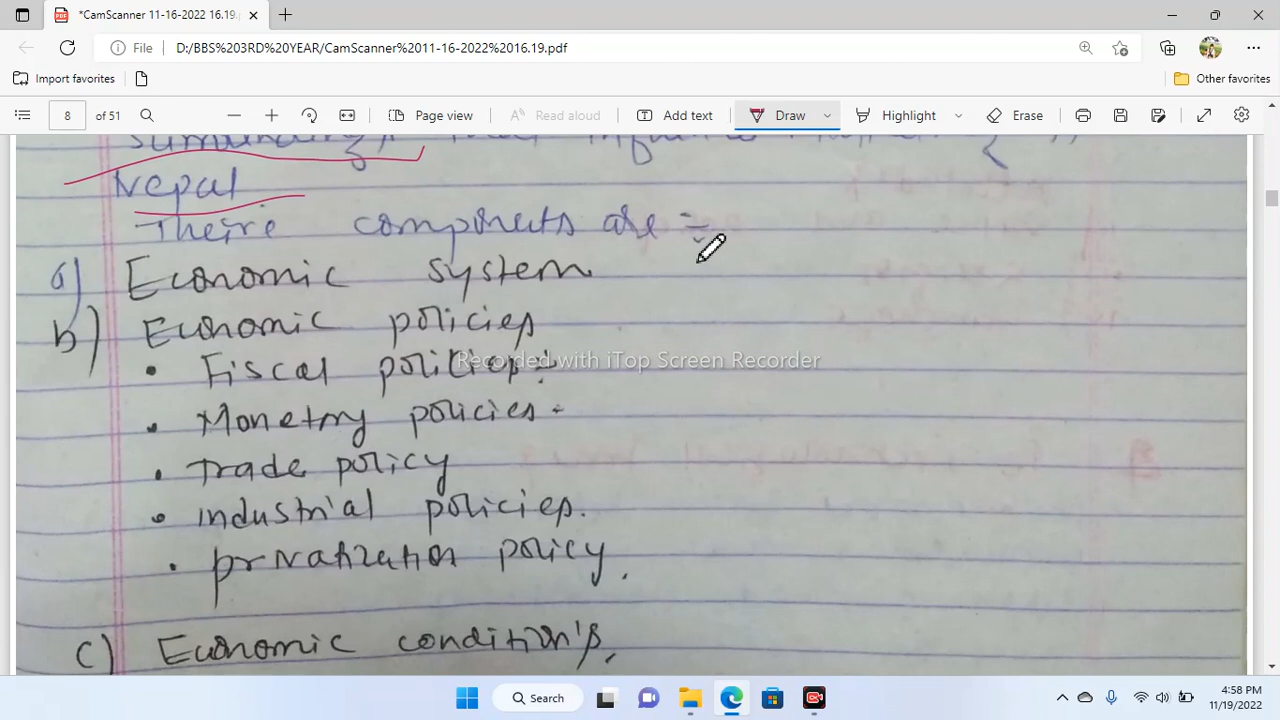 *CamScanner 11-16-2022 16.19.
File D:/BBS%203RD%20YEAR/CamScanner%2011-16-2022%2016.19.pdf
Import favorites Other favorites
8 of 51 Page view Read aloud Add text Draw Highlight Erase
Nepal
Theire components are :-
a) Economic system
b) Economic policies
• Fiscal policies :-
Recorded with iTop Screen Recorder
• Monetry policies -
• Trade policy
• industrial policies.
• privatization policy,
c) Economic condition's,
Search
4:58 PM
11/19/2022